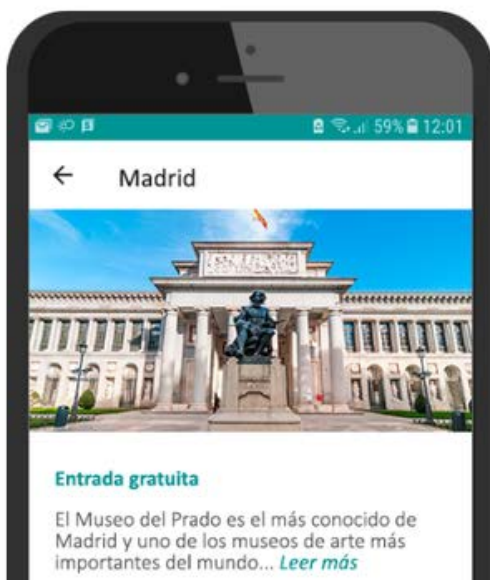 59% 12:01
Madrid
Entrada gratuita
El Museo del Prado es el más conocido de
Madrid y uno de los museos de arte más
importantes del mundo... Leer más